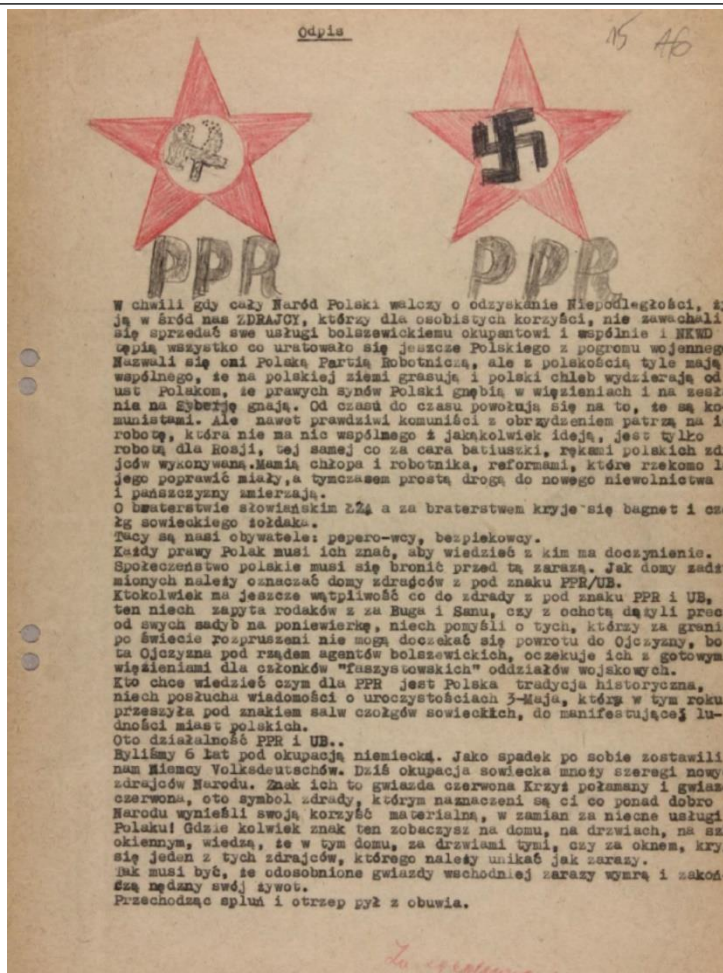 Odpis
15 46
PPR PPR
W chwili gdy cały Naród Polski walczy o odzyskanie Niepodległości, ży
ją w śród nas ZDRAJCY, którzy dla osobistych korzyści, nie zawachali
się sprzedać swe usługi bolszewickiemu okupantowi i wspólnie i NKWD
tępią wszystko co uratowało się jeszcze Polskiego z pogromu wojennego
Nazwali się oni Polską Partią Robotniczą, ale z polskością tyle mają
wspólnego, że na polskiej ziemi grasują i polski chleb wydzierają od
ust Polakom, że prawych synów Polski gnębią w więzieniach i na zesła
nia na Syberję gnają. Od czasu do czasu powołują się na to, że są ko
munistami. Ale nawet prawdziwi komuniści z obrzydzeniem patrzą na i
robotę, która nie ma nic wspólnego z jakąkolwiek ideją, jest tylko
robotą dla Rosji, tej samej co za cara batiuszki, rękami polskich zd
jców wykonywaną.Mamią chłopa i robotnika, reformami, które rzekomo l
jego poprawić miały,a tymczasem prostą drogą do nowego niewolnictwa
i pańszczyzny zmierzają.
O braterstwie słowiańskim łżą a za braterstwem kryje się bagnet i czo
łg sowieckiego żołdaka.
Tacy są nasi obywatele: pepero-wcy, bezpiekowcy.
Każdy prawy Polak musi ich znać, aby wiedzieć z kim ma doczynienie.
Społeczeństwo polskie musi się bronić przed tą zarazą. Jak domy zadżu
mionych należy oznaczać domy zdrajców z pod znaku PPR/UB.
Ktokolwiek ma jeszcze wątpliwość co do zdrady z pod znaku PPR i UB,
ten niech zapyta rodaków z za Buga i Sanu, czy z ochotą dążyli prec
od swych sadyb na poniewierkę, niech pomyśli o tych, którzy za grani
po świecie rozpruszeni nie mogą doczekać się powrotu do Ojczyzny, bo
ta Ojczyzna pod rządem agentów bolszewickich, oczekuje ich z gotowym
więzieniami dla członków "faszystowskich" oddziałów wojskowych.
Kto chce wiedzieć czym dla PPR jest Polska tradycja historyczna,
niech posłucha wiadomości o uroczystościach 3-Maja, która w tym roku
przeszyła pod znakiem salw czołgów sowieckich, do manifestującej lu-
dności miast polskich.
Oto działalność PPR i UB..
Byliśmy 6 lat pod okupacją niemiecką. Jako spadek po sobie zostawili
nam Niemcy Volksdeutschów. Dziś okupacja sowiecka mnoży szeregi nowy
zdrajców Narodu. Znak ich to gwiazda czerwona Krzyż połamany i gwiaz
czerwona, oto symbol zdrady, którym naznaczeni są ci co ponad dobro
Narodu wynieśli swoją korzyść materialną, w zamian za niecne usługi
Polaku! Gdzie kolwiek znak ten zobaczysz na domu, na drzwiach, na sz
okiennym, wiedzą, że w tym domu, za drzwiami tymi, czy za oknem, kry
się jeden z tych zdrajców, którego należy unikać jak zarazy.
Tak musi być, że odosobnione gwiazdy wschodniej zarazy wymrą i zakoń
czą nędzny swój żywot.
Przechodząc spluń i otrzep pył z obuwia.